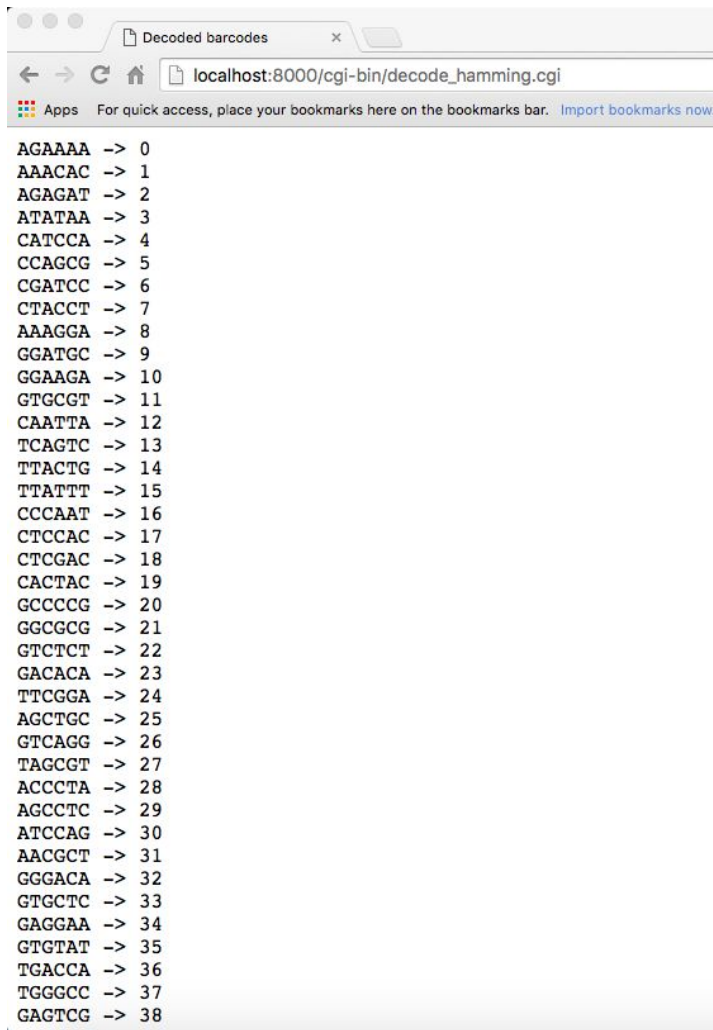 Decoded barcodes
localhost:8000/cgi-bin/decode_hamming.cgi
Apps For quick access, place your bookmarks here on the bookmarks bar. Import bookmarks now
AGAAAA -> 0
AAACAC -> 1
AGAGAT -> 2
ATATAA -> 3
CATCCA -> 4
CCAGCG -> 5
CGATCC -> 6
CTACCT -> 7
AAAGGA -> 8
GGATGC -> 9
GGAAGA -> 10
GTGCGT -> 11
CAATTA -> 12
TCAGTC -> 13
TTACTG -> 14
TTATTT -> 15
CCCAAT -> 16
CTCCAC -> 17
CTCGAC -> 18
CACTAC -> 19
GCCCCG -> 20
GGCGCG -> 21
GTCTCT -> 22
GACACA -> 23
TTCGGA -> 24
AGCTGC -> 25
GTCAGG -> 26
TAGCGT -> 27
ACCCTA -> 28
AGCCTC -> 29
ATCCAG -> 30
AACGCT -> 31
GGGACA -> 32
GTGCTC -> 33
GAGGAA -> 34
GTGTAT -> 35
TGACCA -> 36
TGGGCC -> 37
GAGTCG -> 38